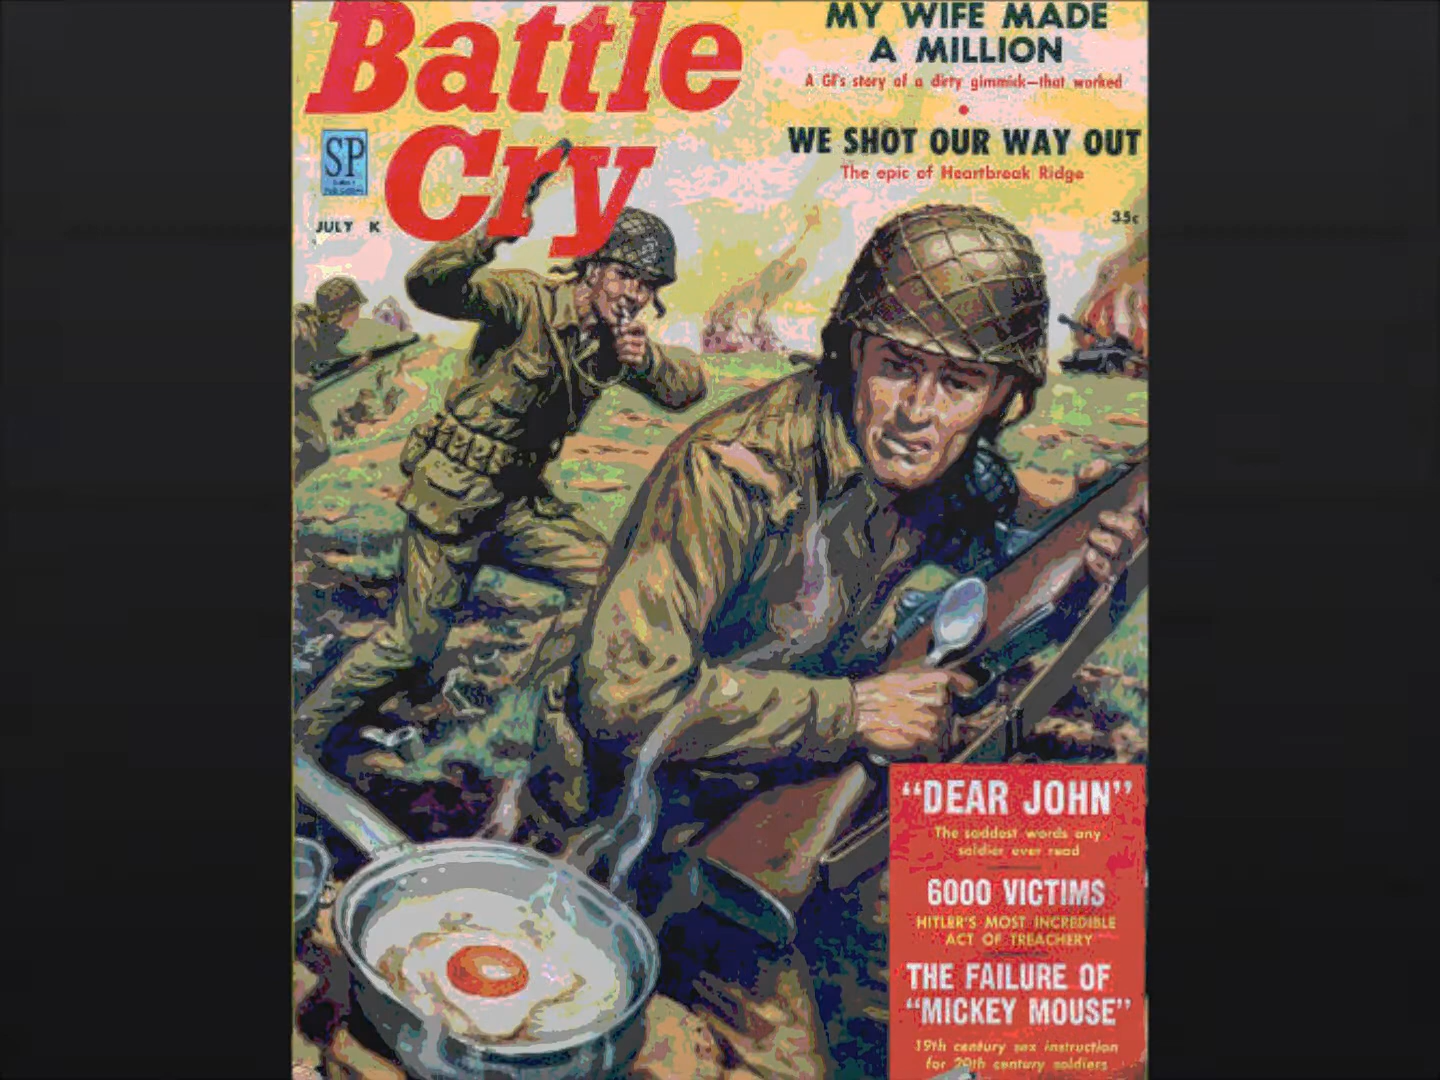 Battle
Cry
SP
JULY K
MY WIFE MADE
A MILLION
A GI's story of a dirty gimmick—that worked
WE SHOT OUR WAY OUT
The epic of Heartbreak Ridge
35c
"DEAR JOHN"
The saddest words any
soldier ever read
6000 VICTIMS
HITLER'S MOST INCREDIBLE
ACT OF TREACHERY
THE FAILURE OF
"MICKEY MOUSE"
19th century sex instruction
for 20th century soldiers